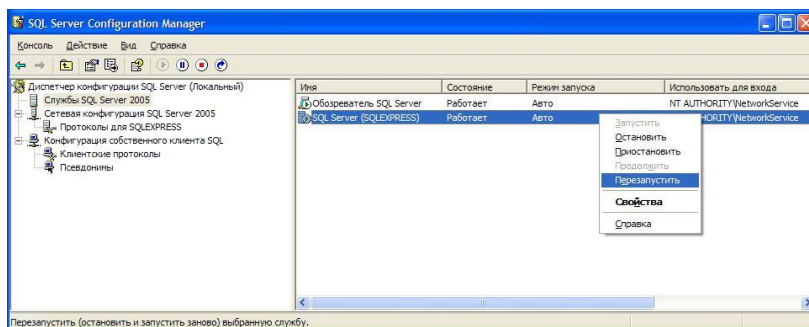 SQL Server Configuration Manager
Консоль Действие Вид Справка
Диспетчер конфигурации SQL Server (Локальный)
Службы SQL Server 2005
Сетевая конфигурация SQL Server 2005
Протоколы для SQLEXPRESS
Конфигурация собственного клиента SQL
Клиентские протоколы
Псевдонимы
Имя Состояние Режим запуска Использовать для входа
Обозреватель SQL Server Работает Авто NT AUTHORITY\NetworkService
SQL Server (SQLEXPRESS) Работает Авто HORITY\NetworkService
Запустить
Остановить
Приостановить
Продолжить
Перезапустить
Свойства
Справка
Перезапустить (остановить и запустить заново) выбранную службу.